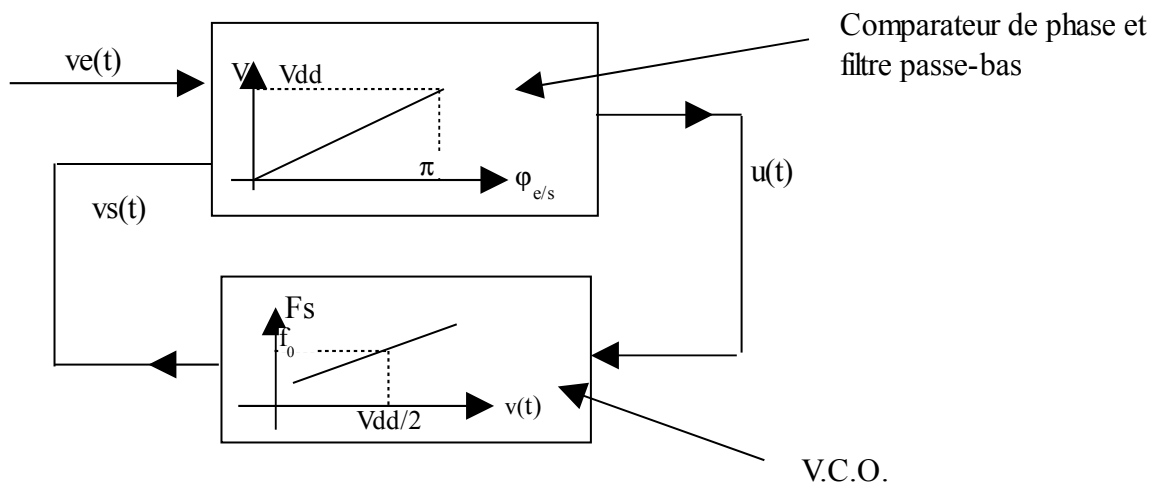 Comparateur de phase et
filtre passe-bas
ve(t)
V
Vdd
π
φe/s
u(t)
vs(t)
Fs
f0
Vdd/2
v(t)
V.C.O.